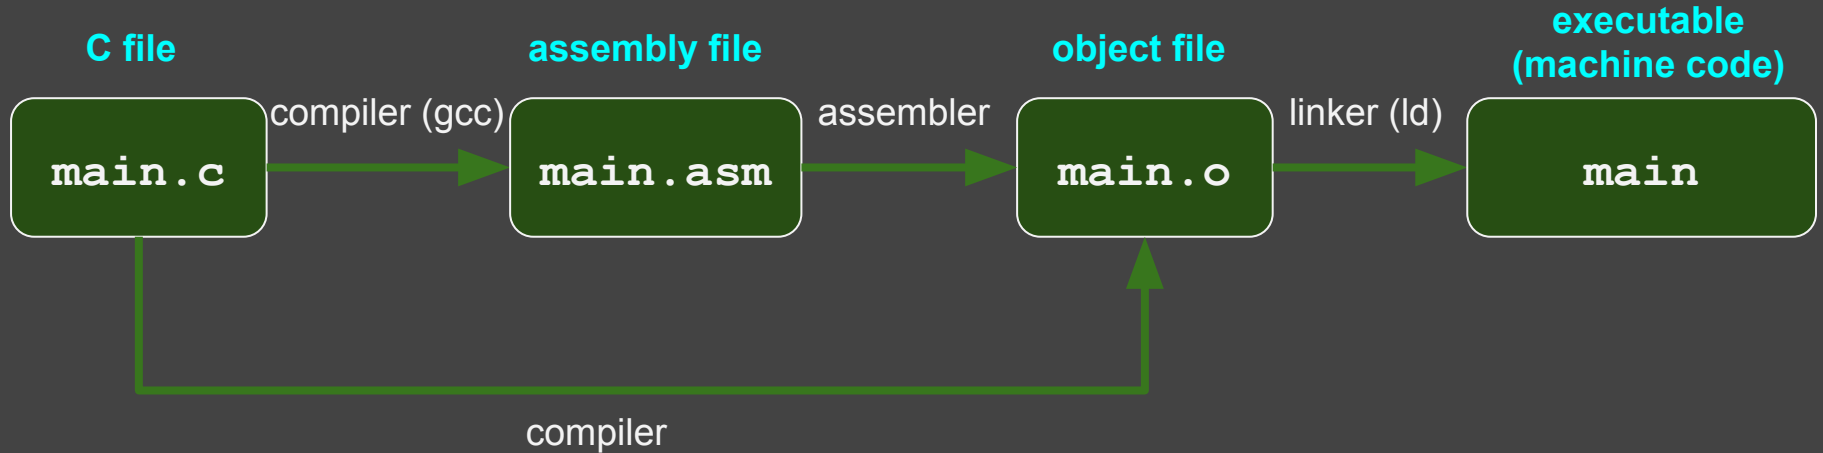 C file
assembly file
object file
executable
(machine code)
compiler (gcc)
assembler
linker (ld)
main.c
main.asm
main.o
main
compiler